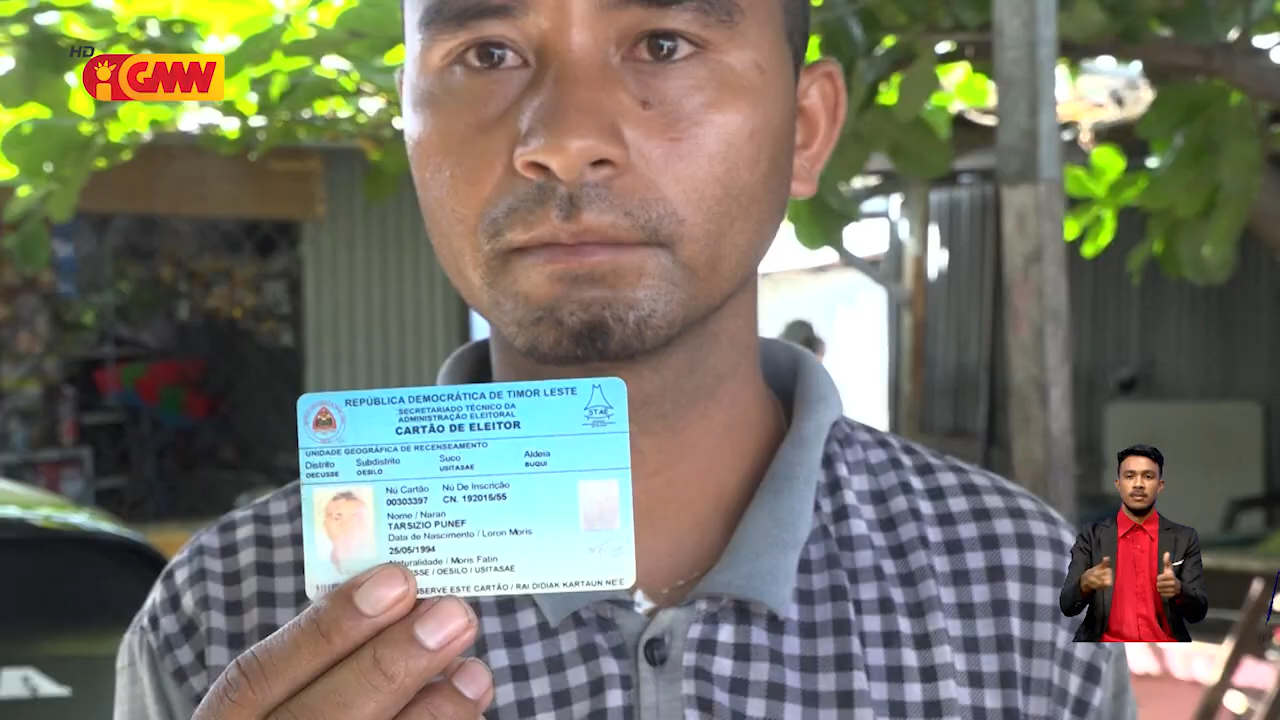 HD
GMN
REPÚBLICA DEMOCRÁTICA DE TIMOR LESTE
SECRETARIADO TÉCNICO DA
ADMINISTRAÇÃO ELEITORAL
CARTÃO DE ELEITOR
STAE
UNIDADE GEOGRÁFICA DE RECENSEAMENTO
Distrito Subdistrito Suco Aldeia
OECUSSE OESILO USITASAE BUQUI
Nú Cartão Nú De Inscrição
00303397 CN. 192015/55
Nome / Naran
TARSIZIO PUNEF
Data de Nascimento / Loron Moris
25/05/1994
Naturalidade / Moris Fatin
SSE / OESILO / USITASAE
SERVE ESTE CARTÃO / RAI DIDIAK KARTAUN NE'E